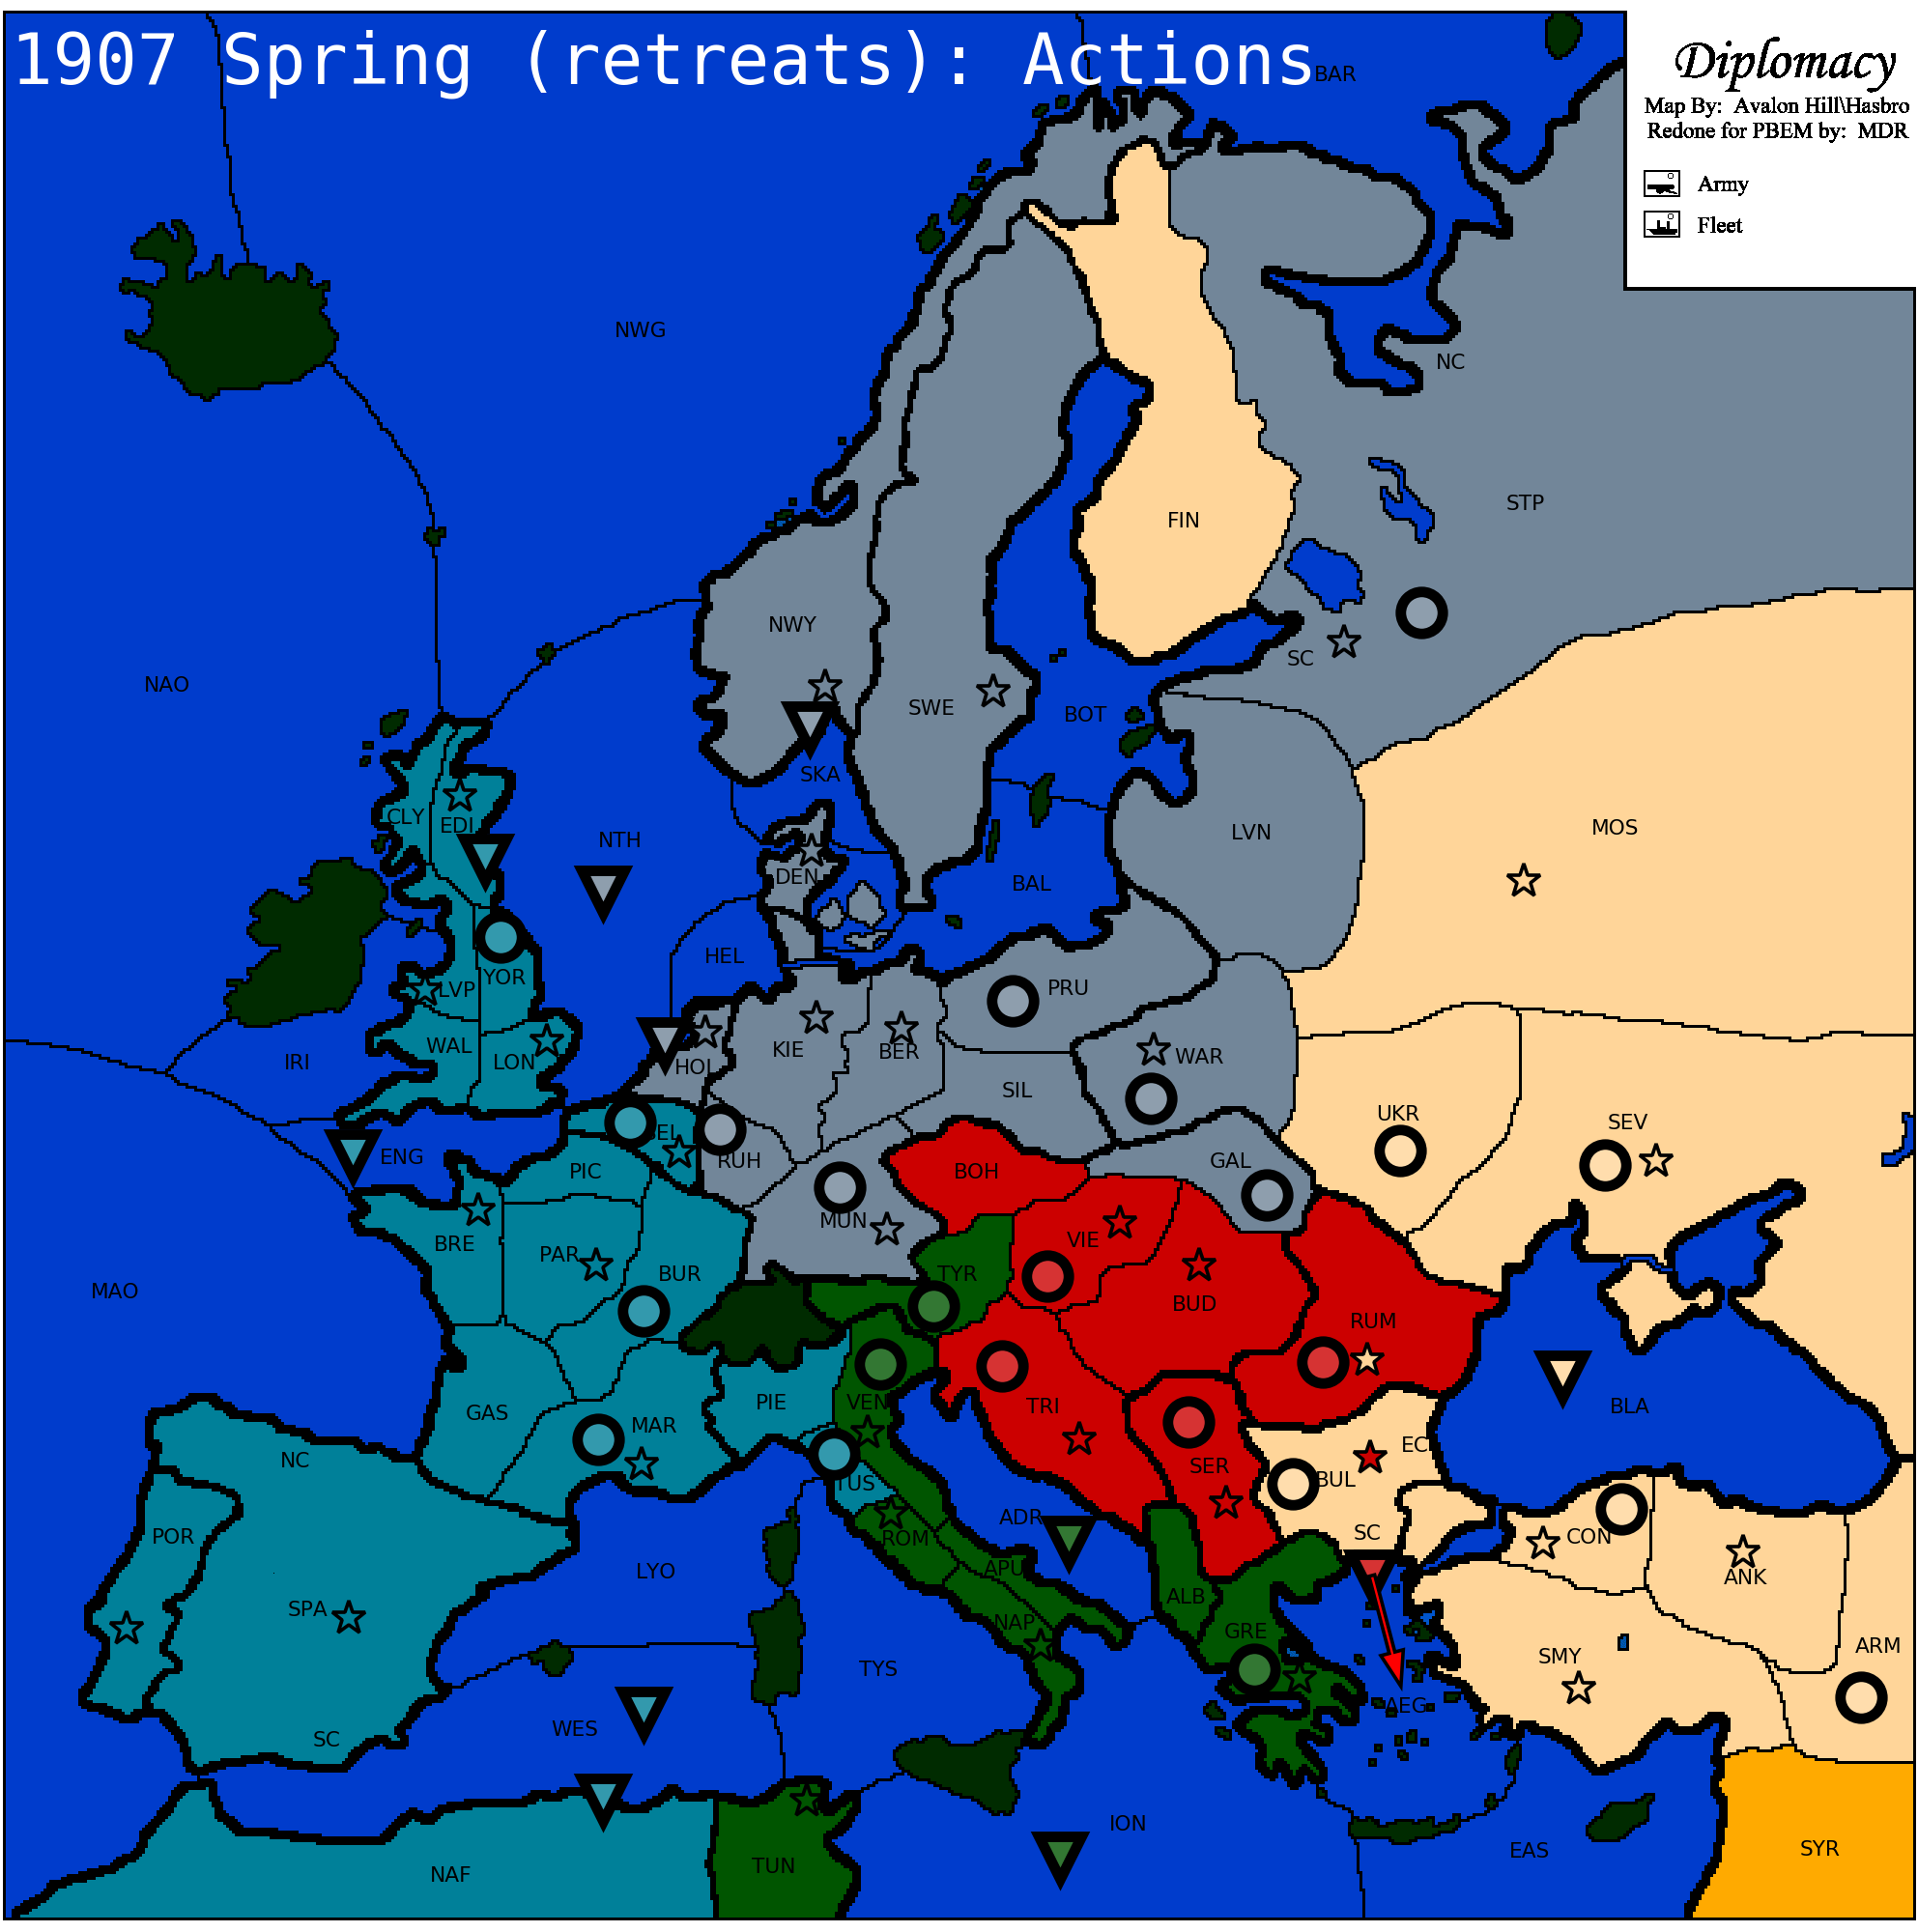 1907 Spring (retreats): Actions
Diplomacy
Map By: Avalon Hill\Hasbro
Redone for PBEM by: MDR
Army
Fleet
BAR
NWG
NC
STP
FIN
NWY
SC
NAO
SWE
BOT
SKA
CLY
EDI
NTH
LVN
MOS
DEN
BAL
HEL
YOR
LVP
PRU
WAL
LON
IRI
KIE
BER
HOL
WAR
SIL
UKR
SEV
ENG
BEL
PIC
RUH
BOH
GAL
MUN
BRE
PAR
BUR
VIE
TYR
MAO
BUD
RUM
GAS
MAR
PIE
VEN
TRI
BLA
NC
SER
EC
BUL
TUS
POR
ROM
ADR
SC
CON
LYO
APU
ALB
ANK
SPA
NAP
GRE
SMY
ARM
TYS
AEG
WES
SC
ION
EAS
SYR
NAF
TUN